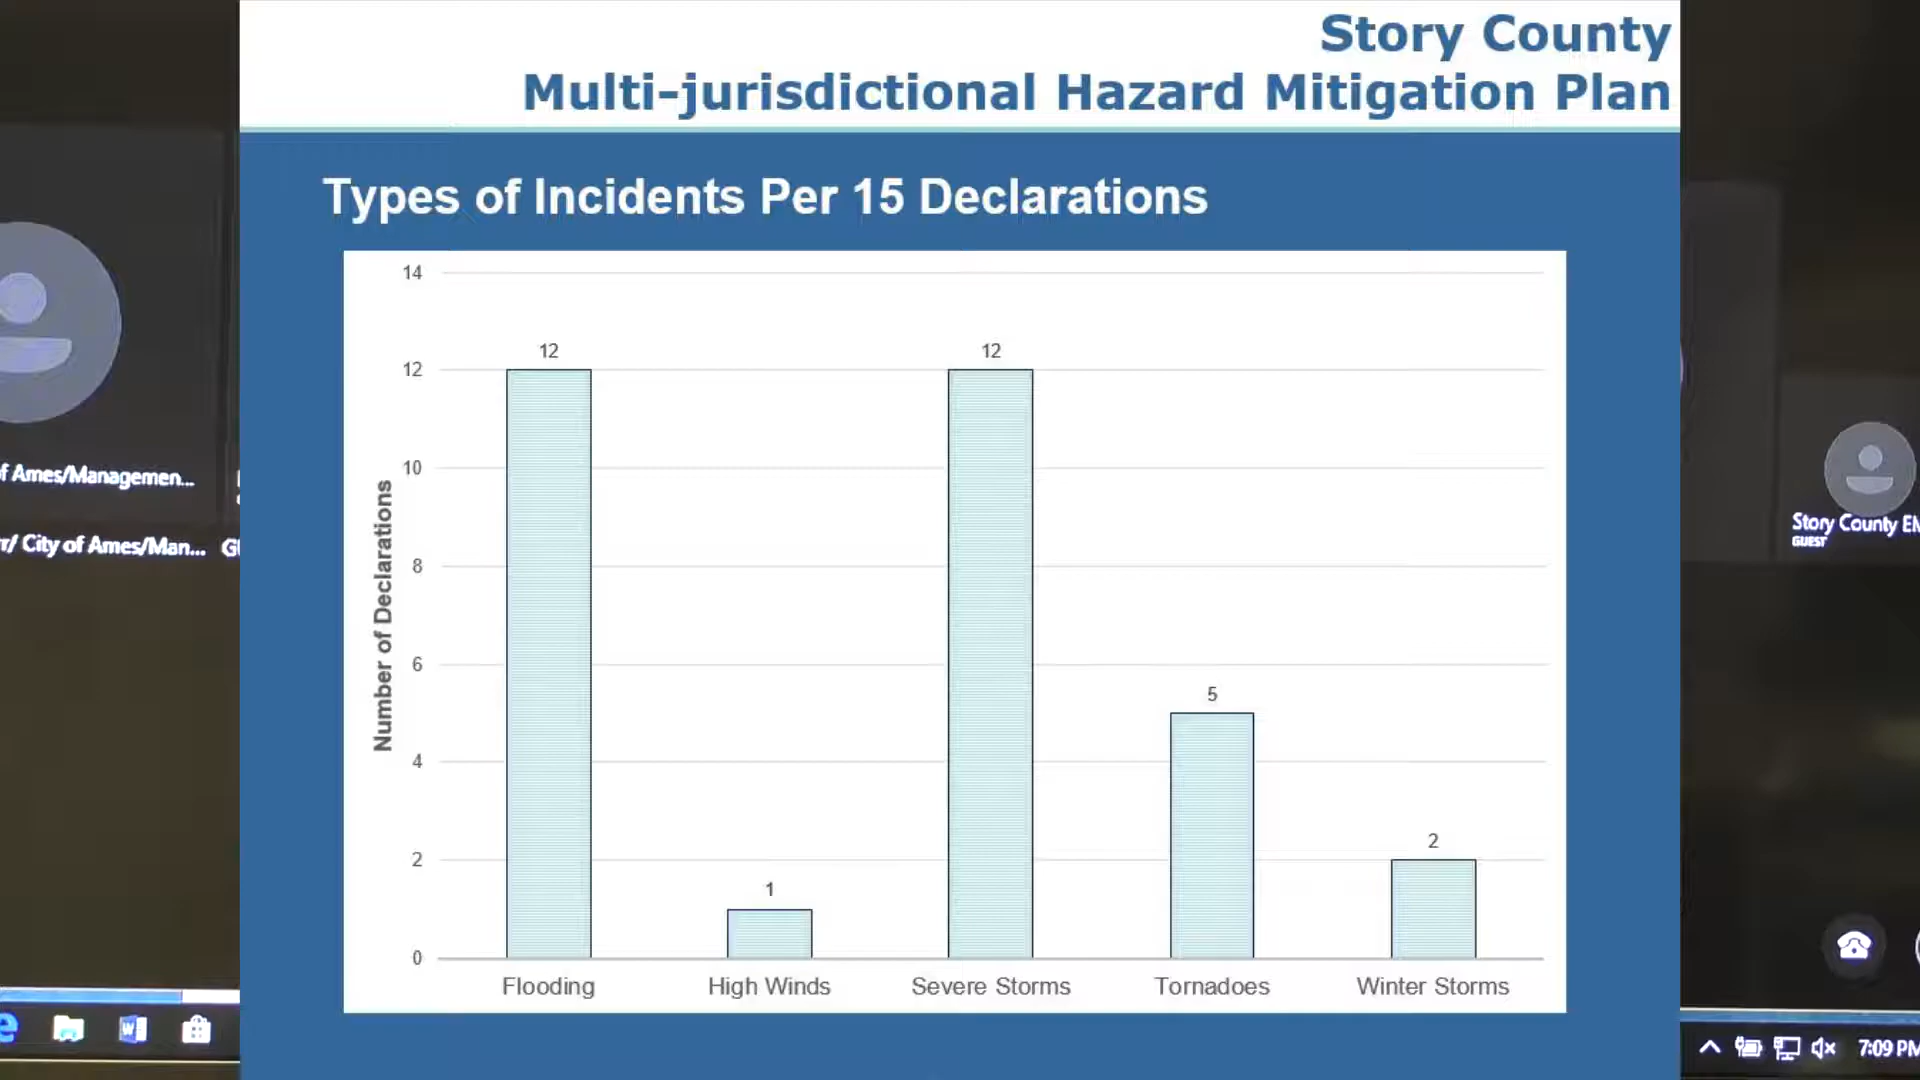 Story County
Multi-jurisdictional Hazard Mitigation Plan
Types of Incidents Per 15 Declarations
Number of Declarations
14
12
10
8
6
4
2
0
12
1
12
5
2
Flooding
High Winds
Severe Storms
Tornadoes
Winter Storms
f Ames/Managemen...
r/ City of Ames/Man...
Story County EM
GUEST
7:09 PM